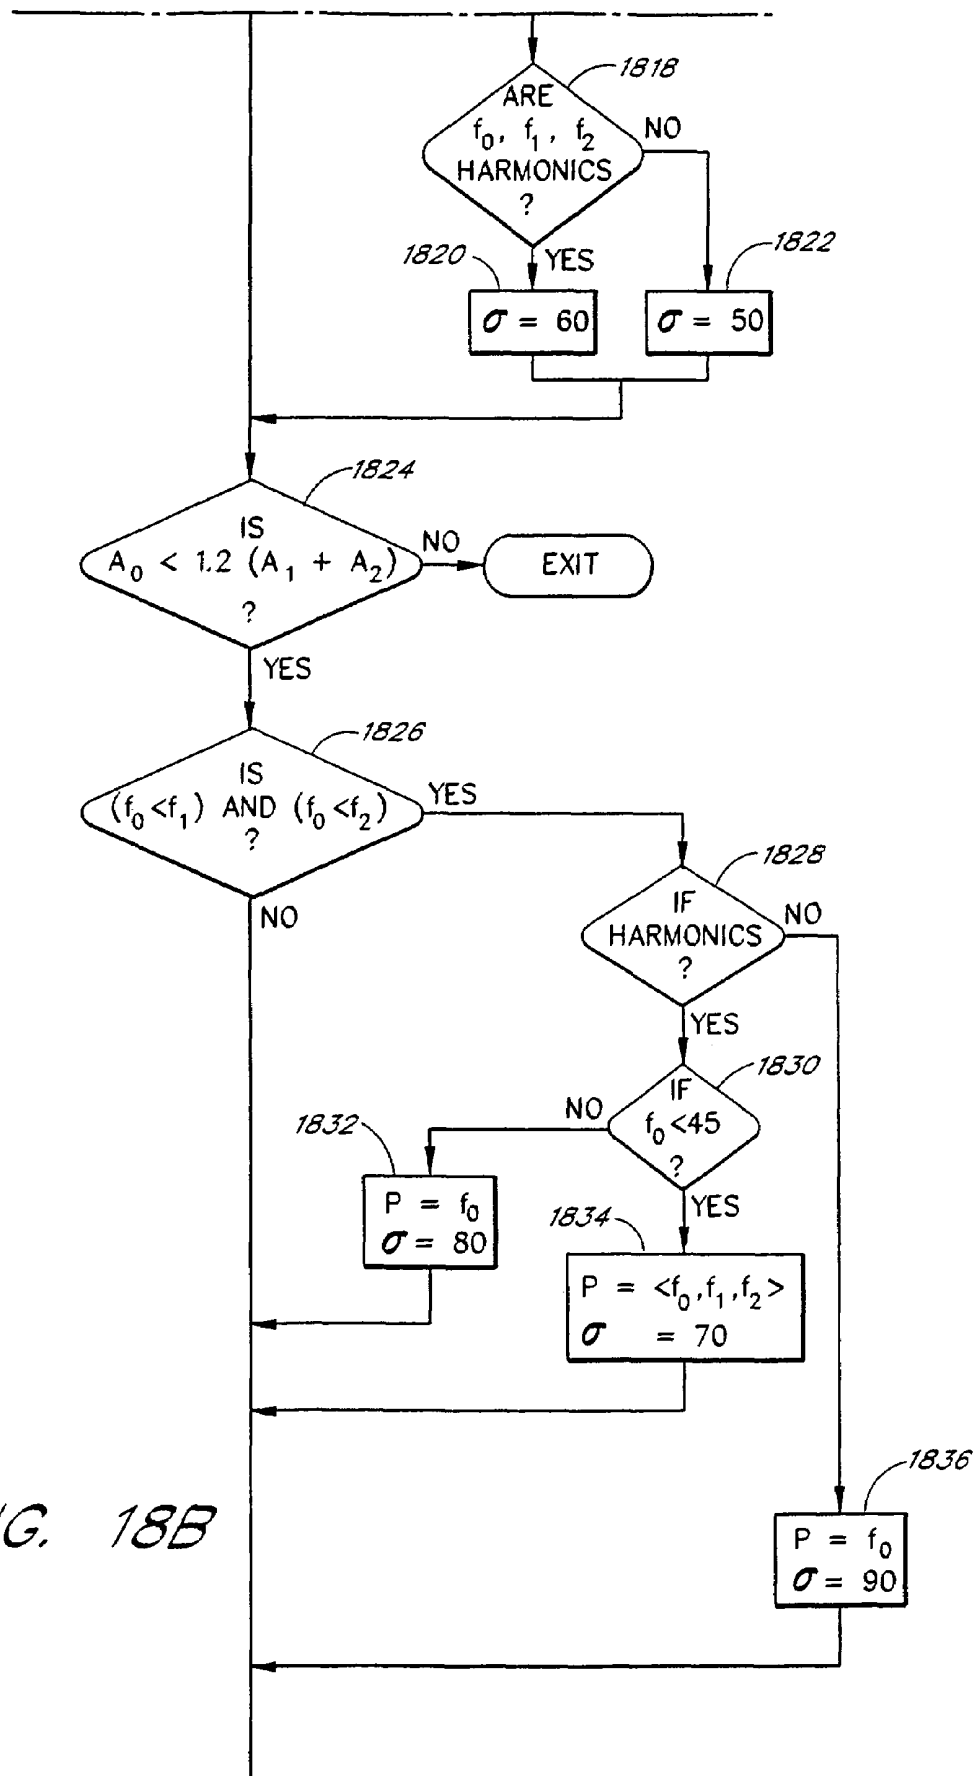 1818
ARE
f₀, f₁, f₂
HARMONICS
?
NO
YES
1820
1822
σ = 60
σ = 50
1824
IS
A₀ < 1.2 (A₁ + A₂)
?
NO
EXIT
YES
1826
IS
(f₀<f₁) AND (f₀<f₂)
?
YES
NO
1828
IF
HARMONICS
?
NO
YES
1830
IF
f₀<45
?
NO
YES
1832
P = f₀
σ = 80
1834
P = <f₀,f₁,f₂>
σ = 70
1836
P = f₀
σ = 90
G. 18B